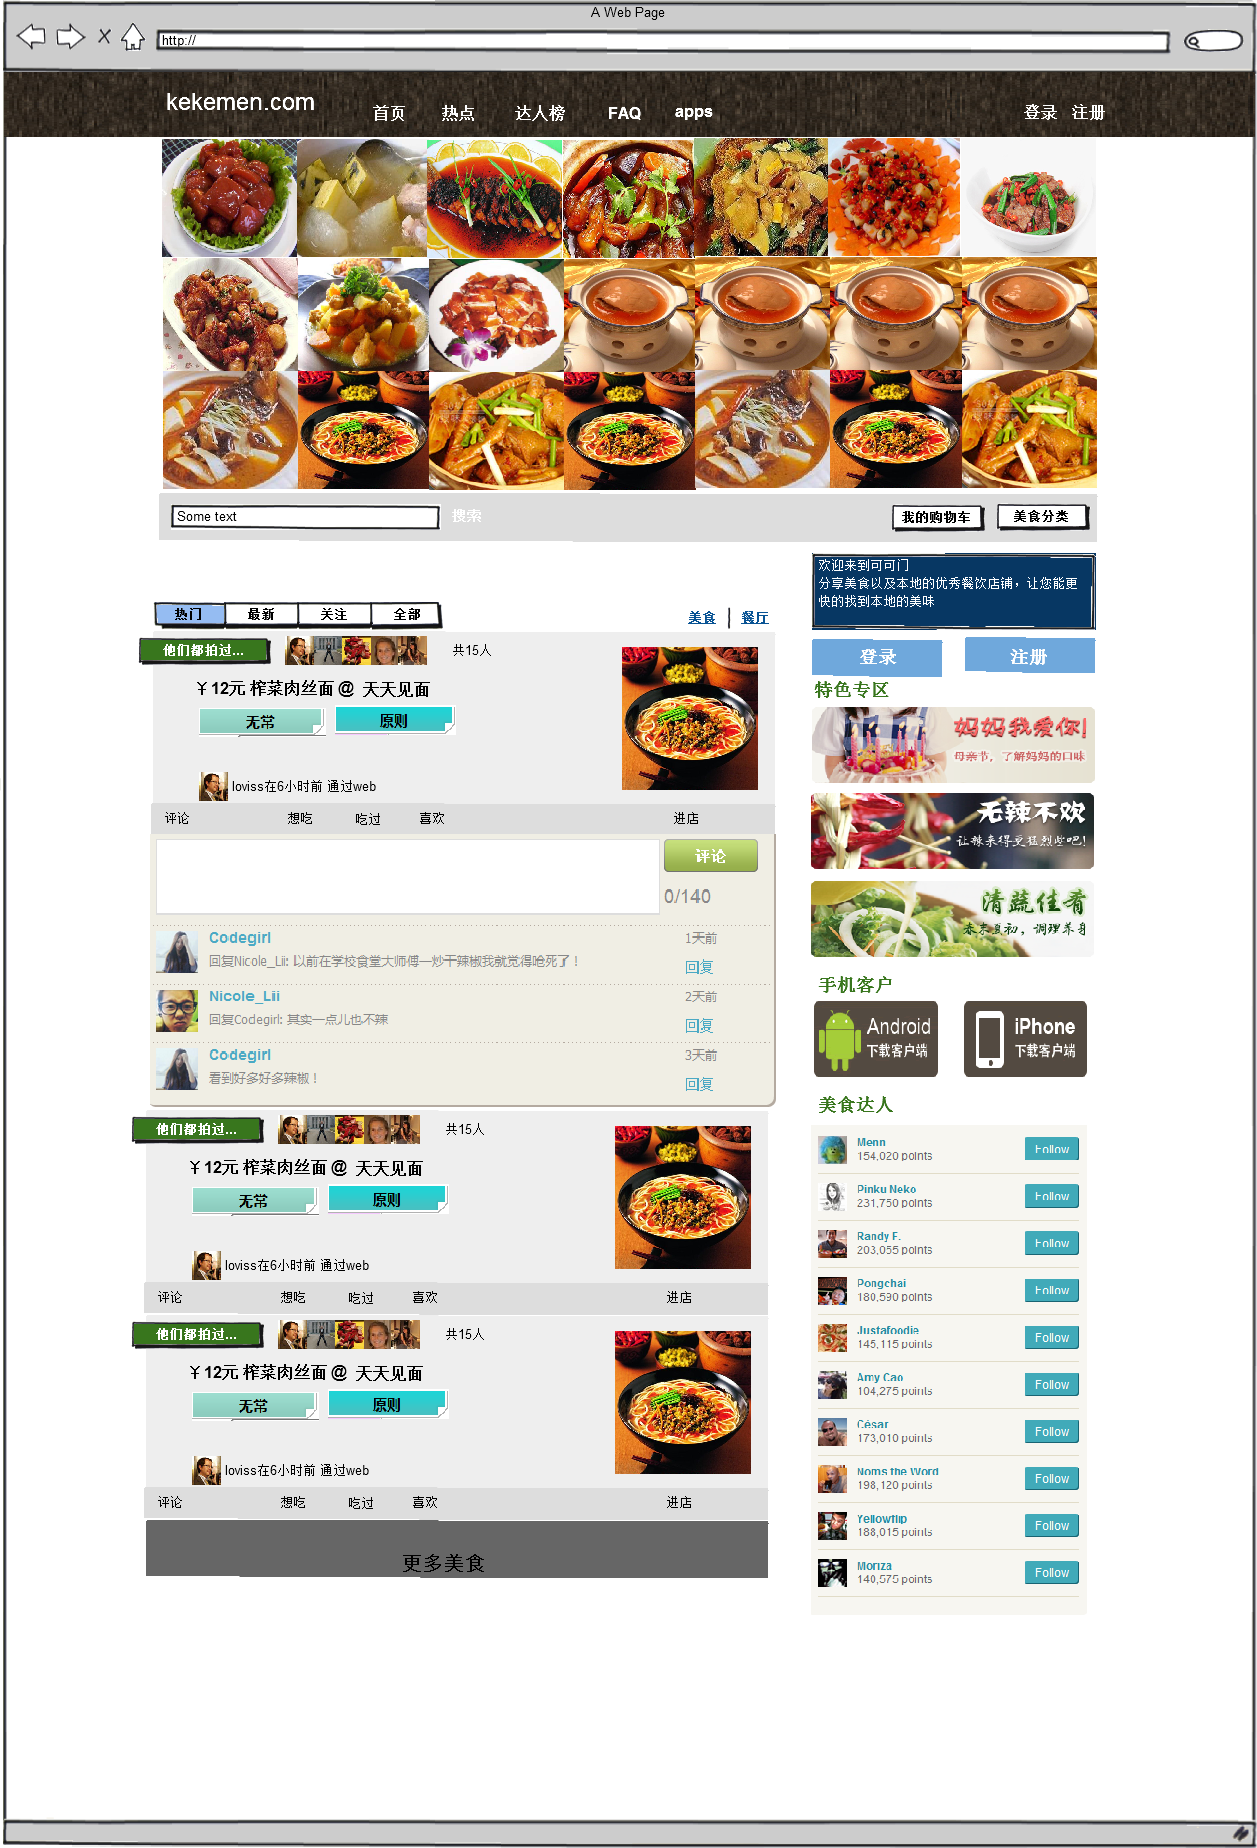 A Web Page
http://
kekemen.com 首页 热点 达人榜 FAQ apps 登录 注册
Some text 搜索 我的购物车 美食分类
欢迎来到可可门
分享美食以及本地的优秀餐饮店铺，让您能更
快的找到本地的美味
登录 注册
特色专区
妈妈我爱你!
母亲节，了解妈妈的口味
无辣不欢
让辣来得更猛烈些吧!
清蔬佳肴
春末夏初，调理养身
手机客户
Android
下载客户端
iPhone
下载客户端
美食达人
Menn
154,020 points
Follow
Pinku Neko
231,750 points
Follow
Randy F.
203,055 points
Follow
Pongchai
180,590 points
Follow
Justafoodie
145,115 points
Follow
Amy Cao
104,275 points
Follow
César
173,010 points
Follow
Noms the Word
198,120 points
Follow
Yellowflip
188,015 points
Follow
Moriza
140,575 points
Follow
热门 最新 关注 全部 美食 | 餐厅
他们都拍过... 共15人
￥12元 榨菜肉丝面 @ 天天见面
无常 原则
loviss在6小时前 通过web
评论 想吃 吃过 喜欢 进店
评论
0/140
Codegirl 1天前
回复Nicole_Lii: 以前在学校食堂大师傅一炒干辣椒我就觉得呛死了！
回复
Nicole_Lii 2天前
回复Codegirl: 其实一点儿也不辣
回复
Codegirl 3天前
看到好多好多辣椒！
回复
他们都拍过... 共15人
￥12元 榨菜肉丝面 @ 天天见面
无常 原则
loviss在6小时前 通过web
评论 想吃 吃过 喜欢 进店
他们都拍过... 共15人
￥12元 榨菜肉丝面 @ 天天见面
无常 原则
loviss在6小时前 通过web
评论 想吃 吃过 喜欢 进店
更多美食